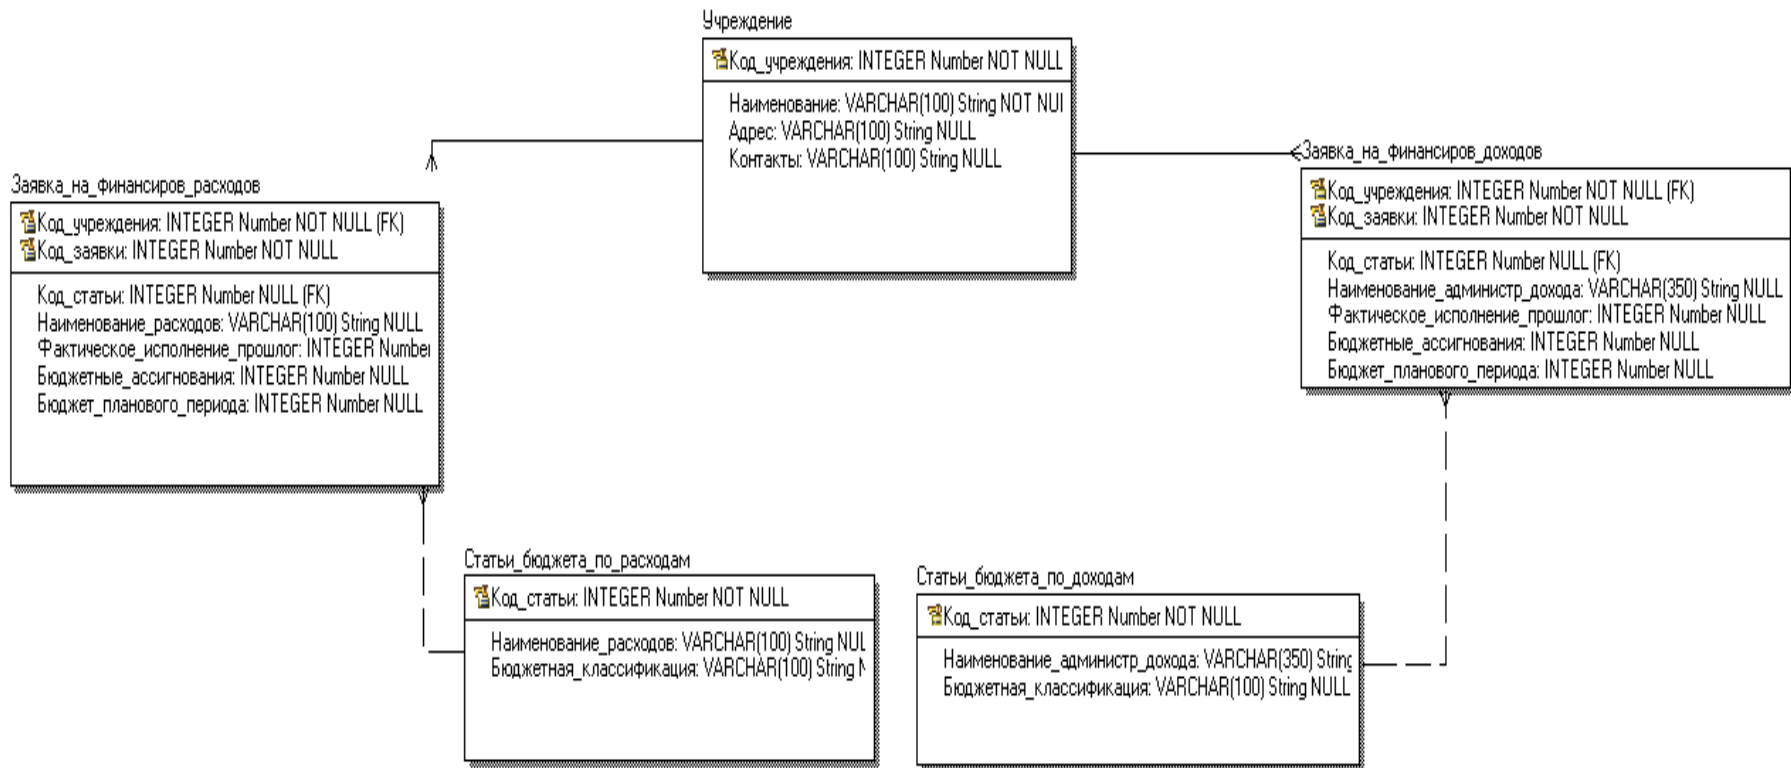 Учреждение
Код_учреждения: INTEGER Number NOT NULL
Наименование: VARCHAR(100) String NOT NUI
Адрес: VARCHAR(100) String NULL
Контакты: VARCHAR(100) String NULL
Заявка_на_финансиров_расходов
Код_учреждения: INTEGER Number NOT NULL (FK)
Код_заявки: INTEGER Number NOT NULL
Код_статьи: INTEGER Number NULL (FK)
Наименование_расходов: VARCHAR(100) String NULL
Фактическое_исполнение_прошлог: INTEGER Number
Бюджетные_ассигнования: INTEGER Number NULL
Бюджет_планового_периода: INTEGER Number NULL
Заявка_на_финансиров_доходов
Код_учреждения: INTEGER Number NOT NULL (FK)
Код_заявки: INTEGER Number NOT NULL
Код_статьи: INTEGER Number NULL (FK)
Наименование_администр_дохода: VARCHAR(350) String NULL
Фактическое_исполнение_прошлог: INTEGER Number NULL
Бюджетные_ассигнования: INTEGER Number NULL
Бюджет_планового_периода: INTEGER Number NULL
Статьи_бюджета_по_расходам
Код_статьи: INTEGER Number NOT NULL
Наименование_расходов: VARCHAR(100) String NUL
Бюджетная_классификация: VARCHAR(100) String N
Статьи_бюджета_по_доходам
Код_статьи: INTEGER Number NOT NULL
Наименование_администр_дохода: VARCHAR(350) String
Бюджетная_классификация: VARCHAR(100) String NULL